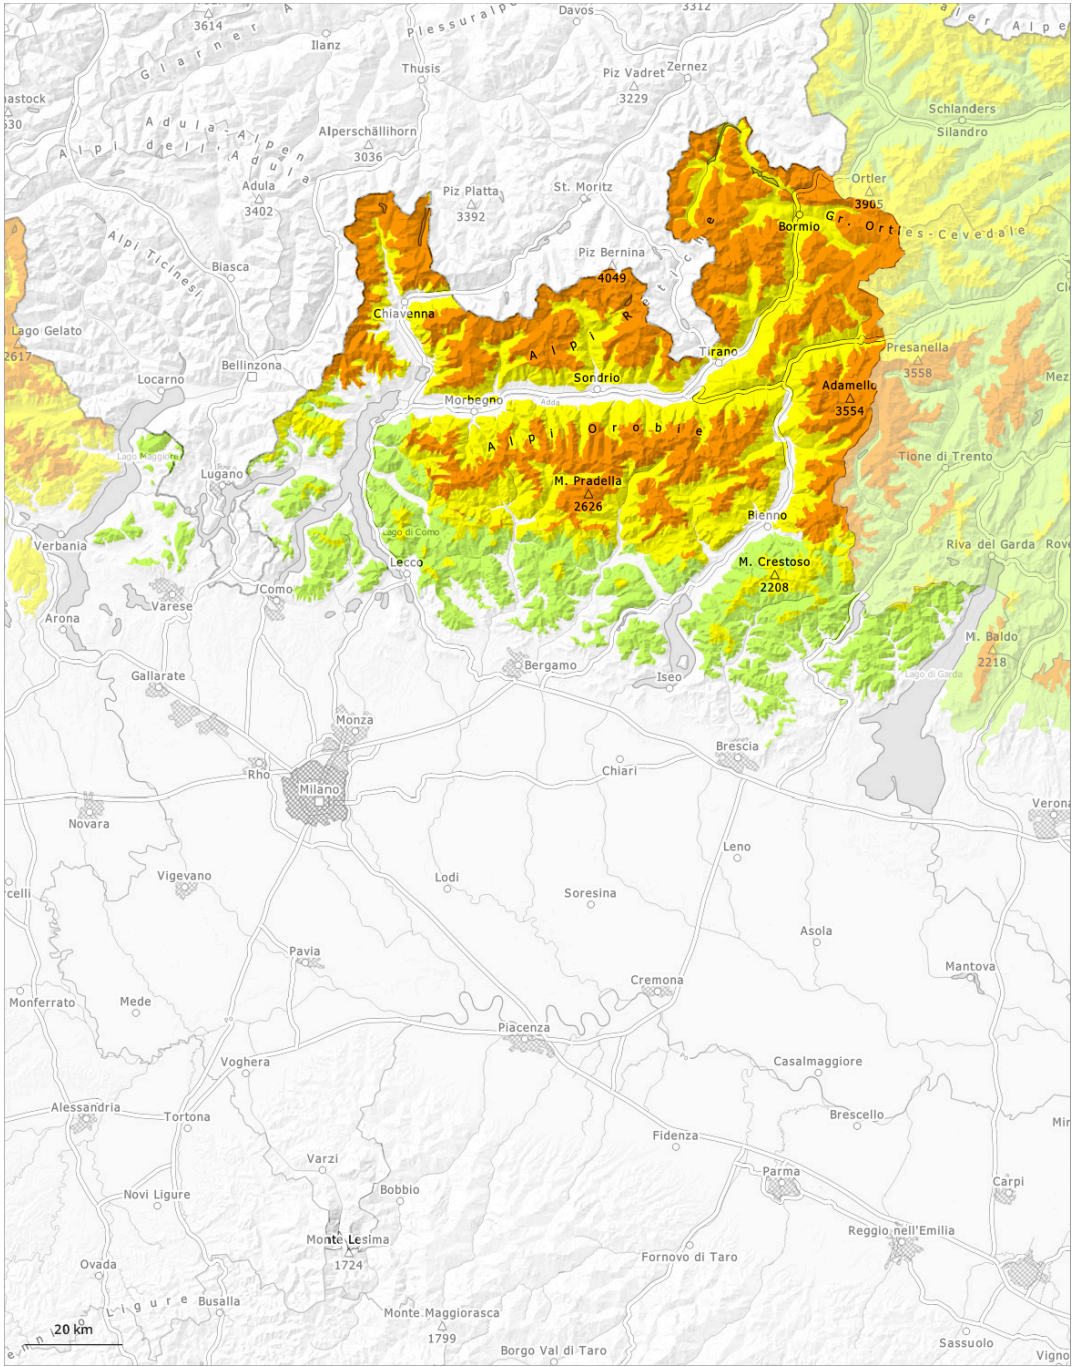 3614
Davos
3312
Glarner
Ilanz
Plessuralpe
Thusis
Zernez
Piz Vadret
3229
Schlanders
Silandro
Adula-Alpen
Alpi dell'Adula
Alperschällihorn
3036
Adula
3402
Piz Platta
3392
St. Moritz
Ortler
3905
Bormio
Gr. Ortles-Cevedale
Alpi Ticinesi
Biasca
Piz Bernina
4049
Chiavenna
Lago Gelato
2617
Alpi Retiche
Bellinzona
Locarno
Tirano
Presanella
3558
Sondrio
Morbegno
Adda
Adamello
3554
Alpi Orobie
Lago Maggiore
Lugano
M. Pradella
2626
Tione di Trento
Bienno
Lago di Como
Verbania
Lecco
M. Crestoso
2208
Riva del Garda
Varese
Como
Arona
M. Baldo
2218
Bergamo
Iseo
Lago di Garda
Gallarate
Monza
Brescia
Rho
Chiari
Milano
Novara
Verona
Leno
Vigevano
Lodi
Soresina
Asola
Pavia
Cremona
Mantova
Monferrato
Mede
Po
Piacenza
Po
Voghera
Casalmaggiore
Alessandria
Tortona
Brescello
Fidenza
Varzi
Parma
Bobbio
Carpi
Novi Ligure
Monte Lesima
1724
Reggio nell'Emilia
Fornovo di Taro
Ovada
Ligure
Busalla
Monte Maggiorasca
1799
20 km
Sassuolo
Borgo Val di Taro